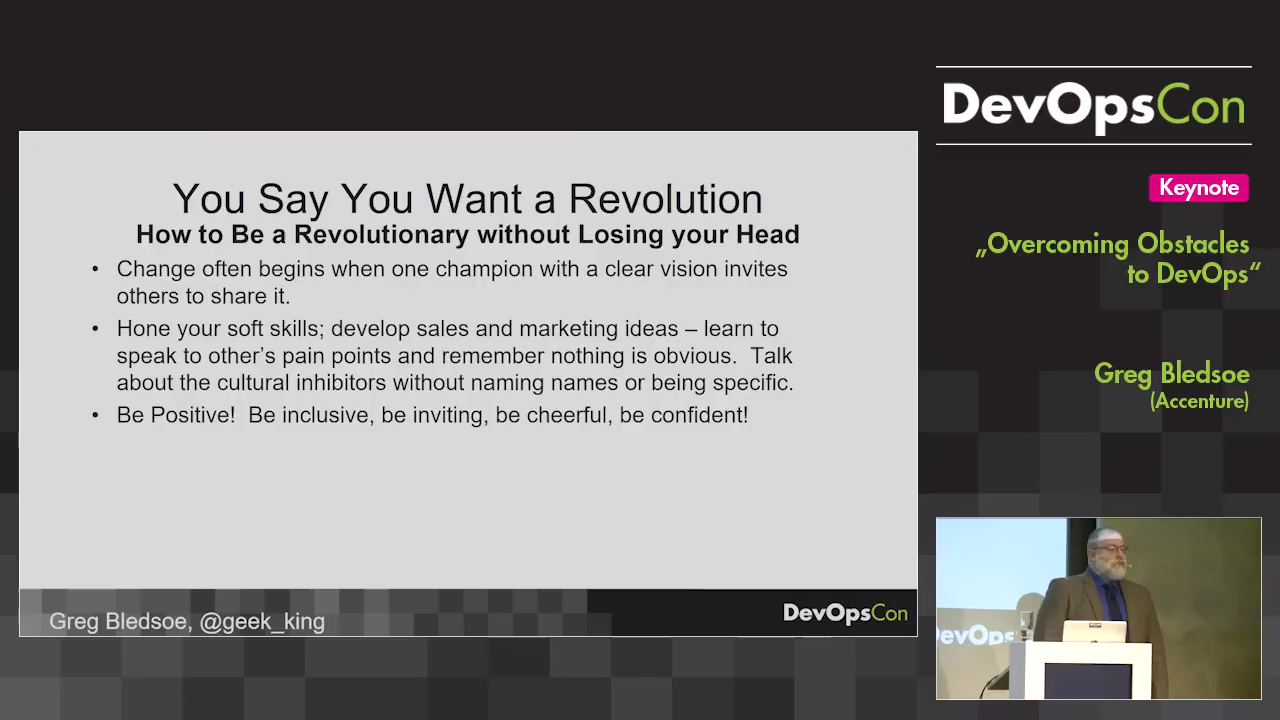 You Say You Want a Revolution
How to Be a Revolutionary without Losing your Head
• Change often begins when one champion with a clear vision invites
others to share it.
• Hone your soft skills; develop sales and marketing ideas – learn to
speak to other's pain points and remember nothing is obvious.  Talk
about the cultural inhibitors without naming names or being specific.
• Be Positive!  Be inclusive, be inviting, be cheerful, be confident!
Greg Bledsoe, @geek_king
DevOpsCon
DevOpsCon
Keynote
„Overcoming Obstacles
to DevOps“
Greg Bledsoe
(Accenture)
DevOps